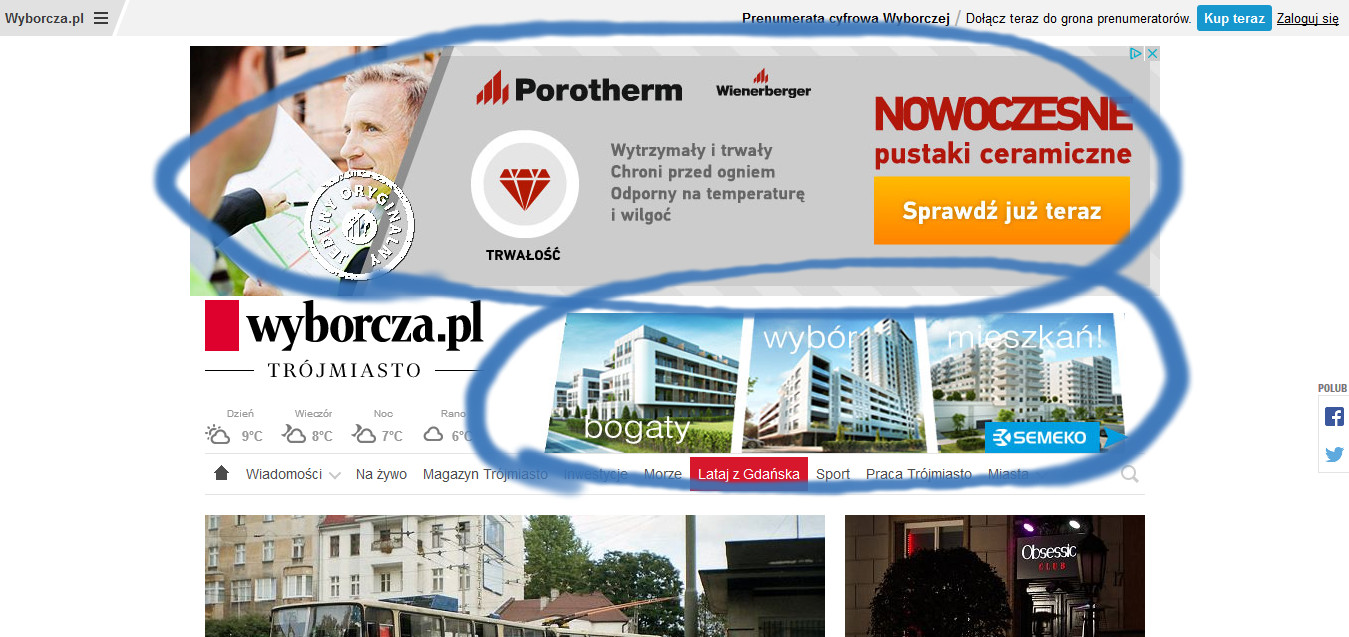 Wyborcza.pl
Prenumerata cyfrowa Wyborczej / Dołącz teraz do grona prenumeratorów. Kup teraz Zaloguj się
Porotherm
Wienerberger
NOWOCZESNE
pustaki ceramiczne
Wytrzymały i trwały
Chroni przed ogniem
Odporny na temperaturę
i wilgoć
JEDYNY ORYGINALNY
TRWAŁOŚĆ
Sprawdź już teraz
wyborcza.pl
TRÓJMIASTO
bogaty
wybór
mieszkań!
SEMEKO
Dzień Wieczór Noc Rano
9°C 8°C 7°C 6°C
Wiadomości Na żywo Magazyn Trójmiasto Inwestycje Morze Lataj z Gdańska Sport Praca Trójmiasto Miasta
POLUB
Obsessic
CLUB